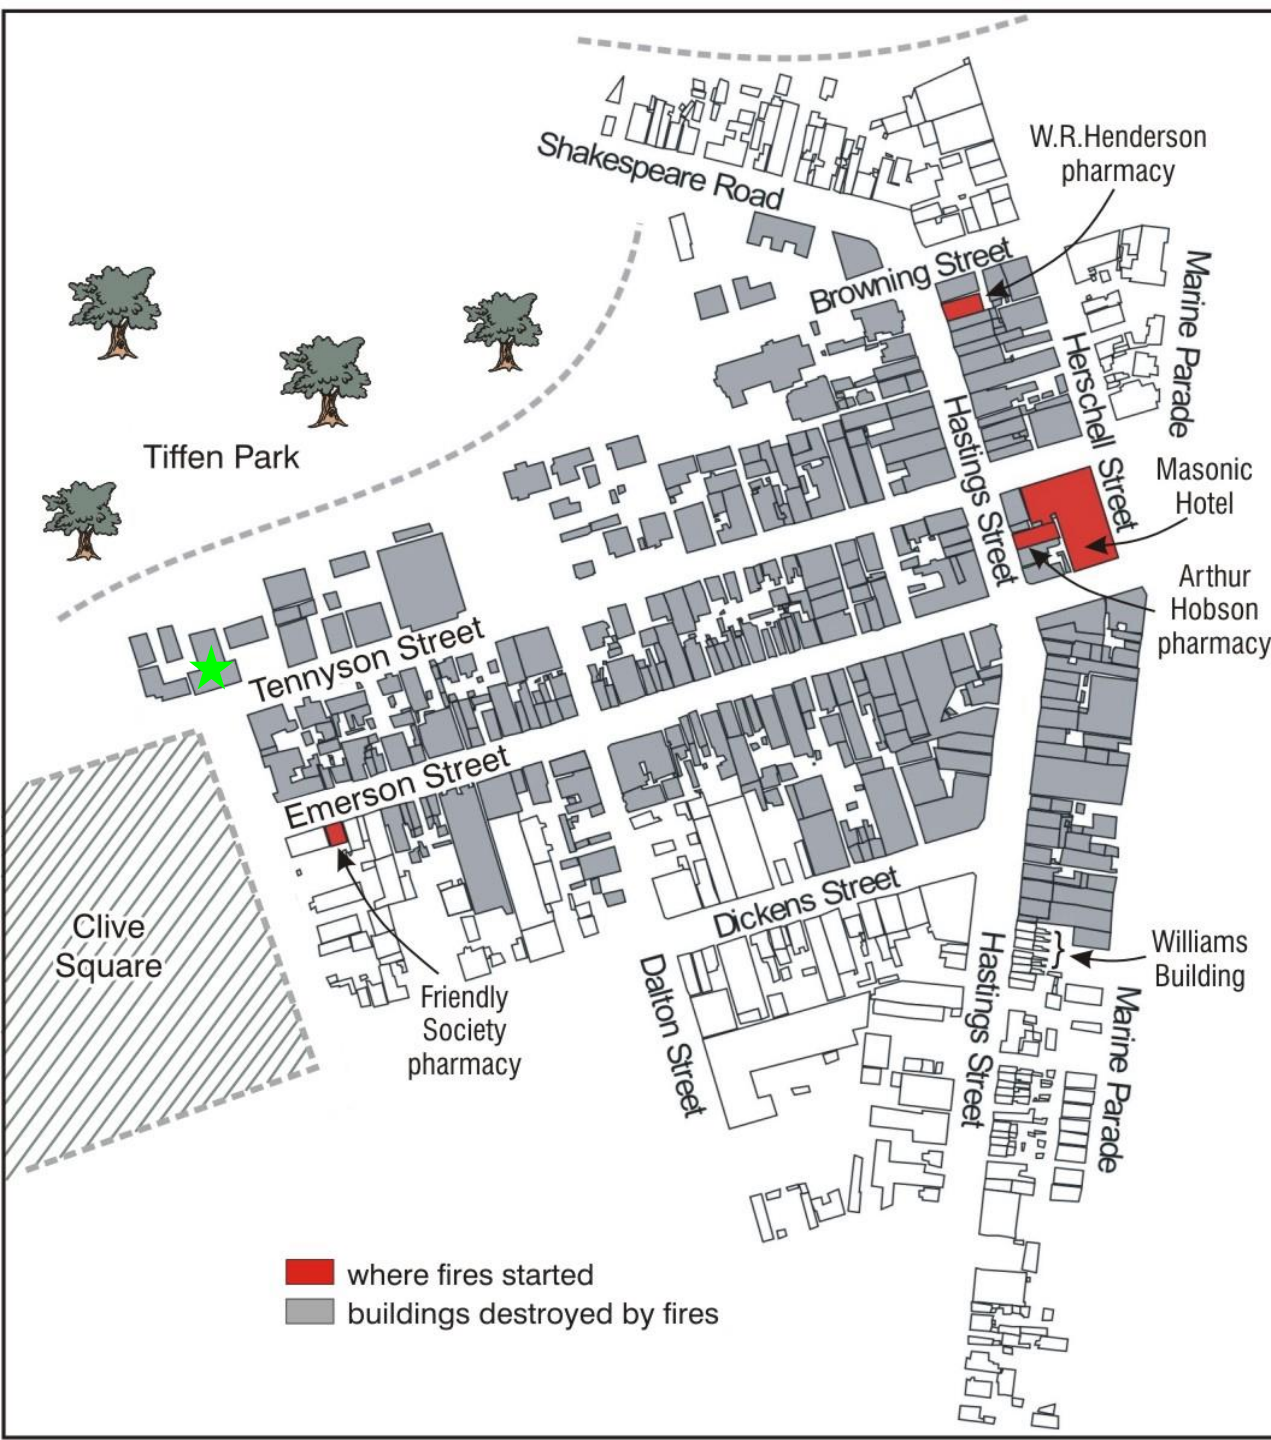 Shakespeare Road
W.R.Henderson
pharmacy
Browning Street
Marine Parade
Herschell Street
Hastings Street
Tiffen Park
Masonic
Hotel
Arthur
Hobson
pharmacy
Tennyson Street
Emerson Street
Clive
Square
Dickens Street
Friendly
Society
pharmacy
Dalton Street
Hastings Street
Williams
Building
Marine Parade
where fires started
buildings destroyed by fires